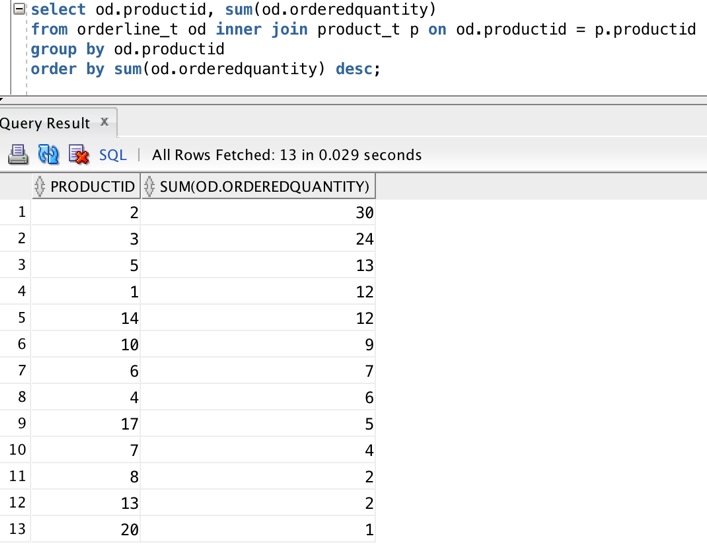 select od.productid, sum(od.orderedquantity)
from orderline_t od inner join product_t p on od.productid = p.productid
group by od.productid
order by sum(od.orderedquantity) desc;
Query Result x
SQL | All Rows Fetched: 13 in 0.029 seconds
PRODUCTID SUM(OD.ORDEREDQUANTITY)
1 2 30
2 3 24
3 5 13
4 1 12
5 14 12
6 10 9
7 6 7
8 4 6
9 17 5
10 7 4
11 8 2
12 13 2
13 20 1